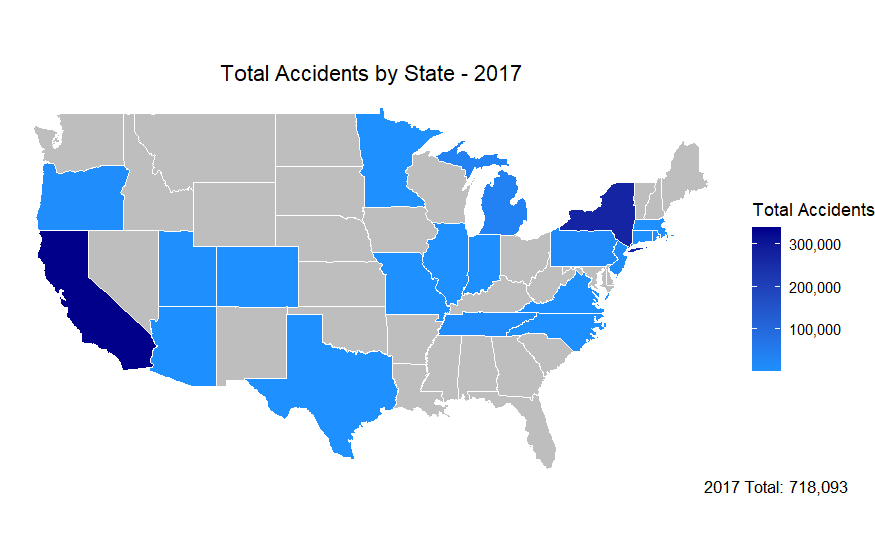 Total Accidents by State - 2017
Total Accidents
300,000
200,000
100,000
2017 Total: 718,093